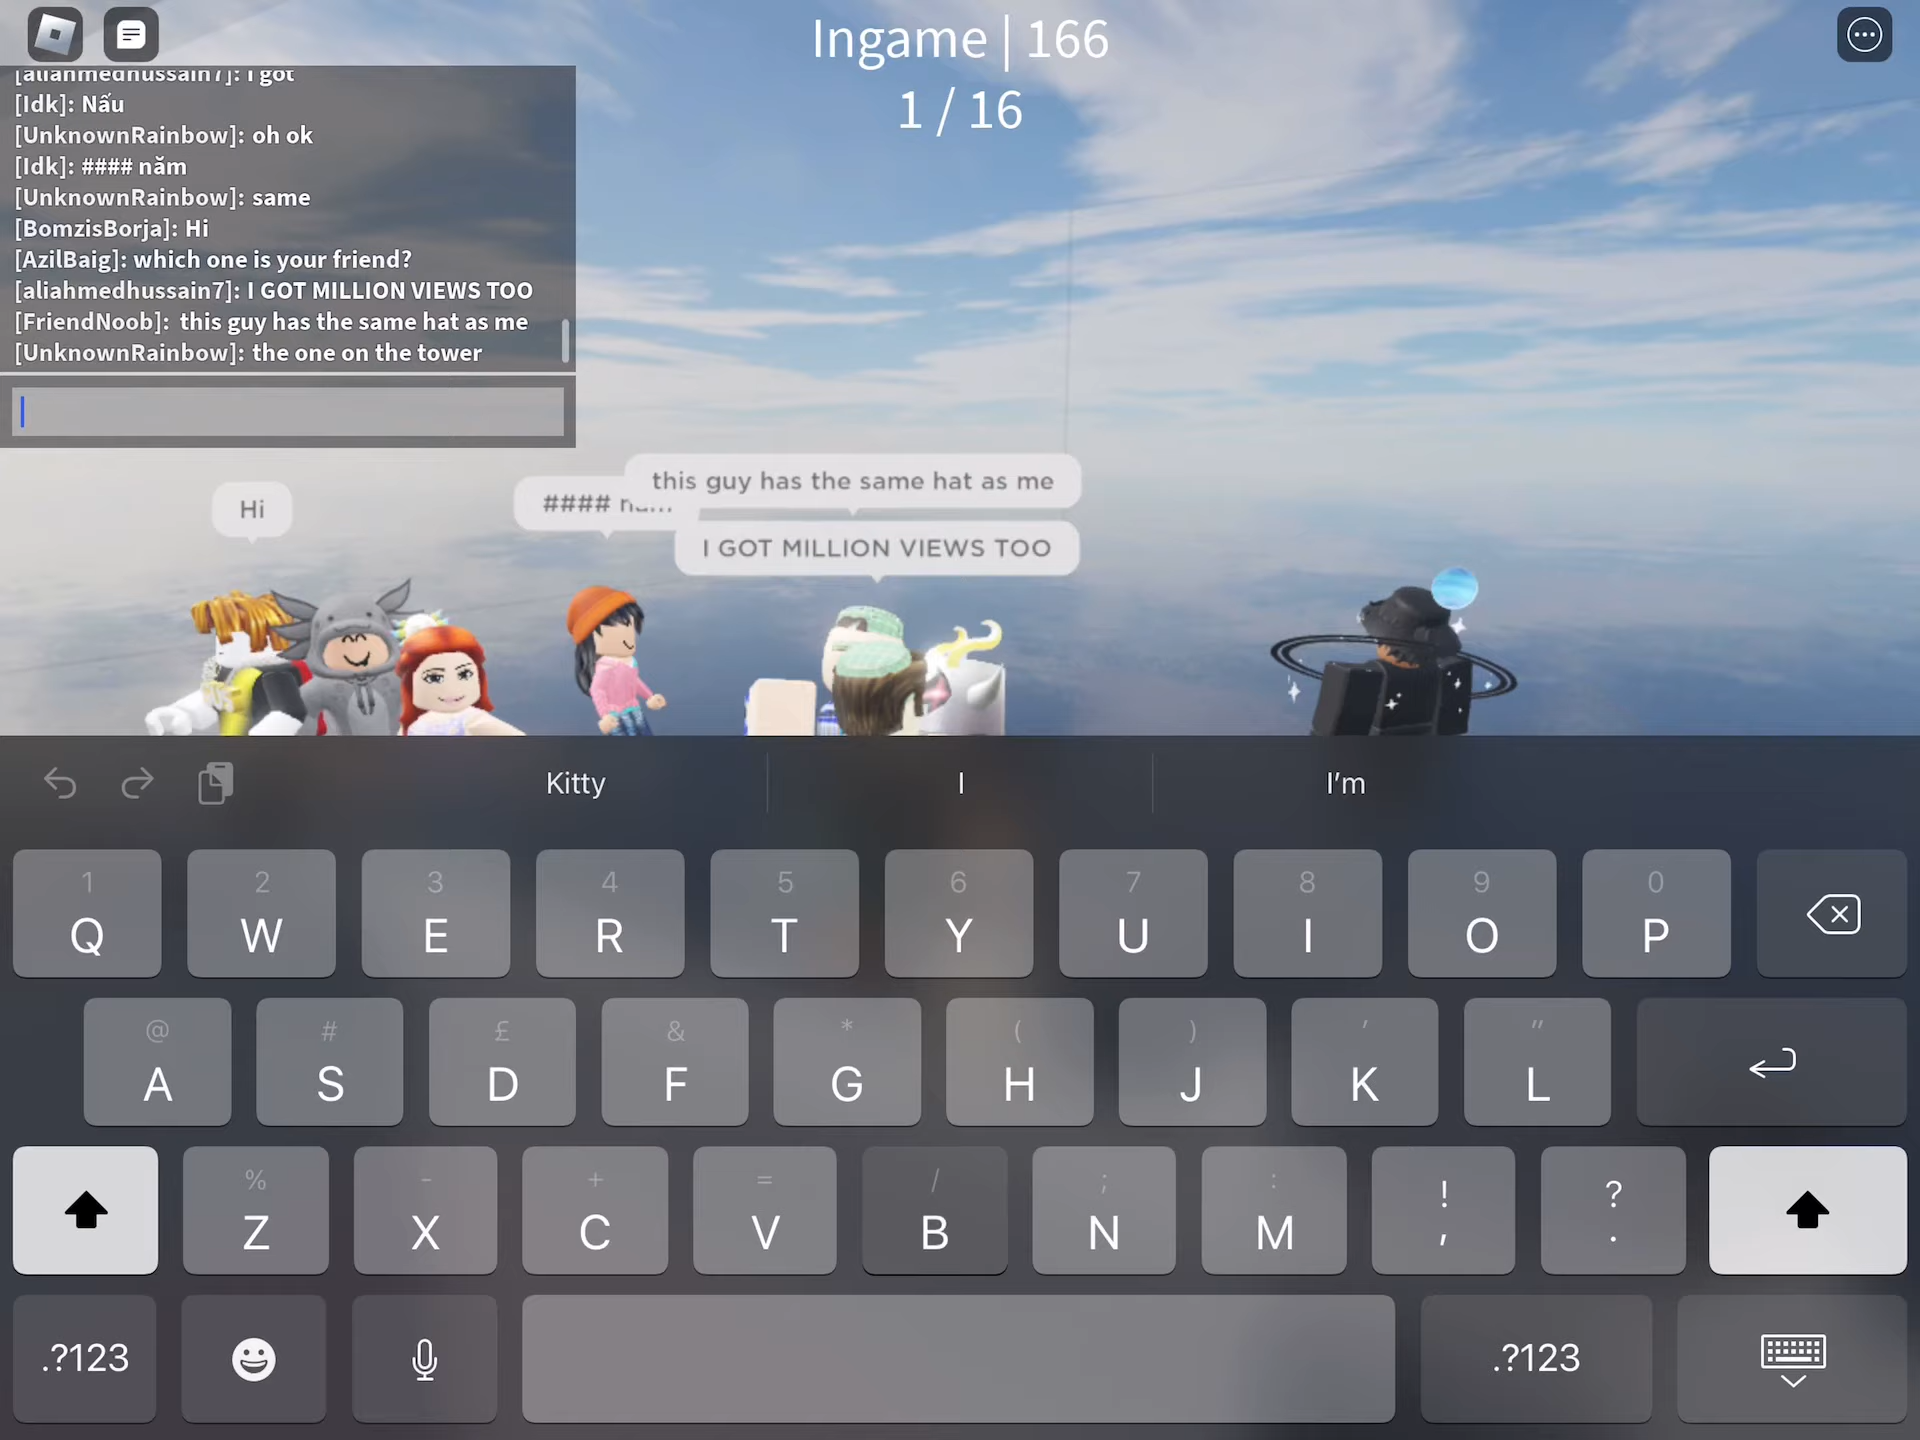 Ingame | 166
1 / 16
[aliahmedhussain7]: I got
[Idk]: Nấu
[UnknownRainbow]: oh ok
[Idk]: #### năm
[UnknownRainbow]: same
[BomzisBorja]: Hi
[AzilBaig]: which one is your friend?
[aliahmedhussain7]: I GOT MILLION VIEWS TOO
[FriendNoob]: this guy has the same hat as me
[UnknownRainbow]: the one on the tower
this guy has the same hat as me
Hi
####
I GOT MILLION VIEWS TOO
Kitty I I'm
1 2 3 4 5 6 7 8 9 0
Q W E R T Y U I O P
@ # £ & * ( ) ' "
A S D F G H J K L
% - + = / ; : ! ?
Z X C V B N M , .
.?123 .?123